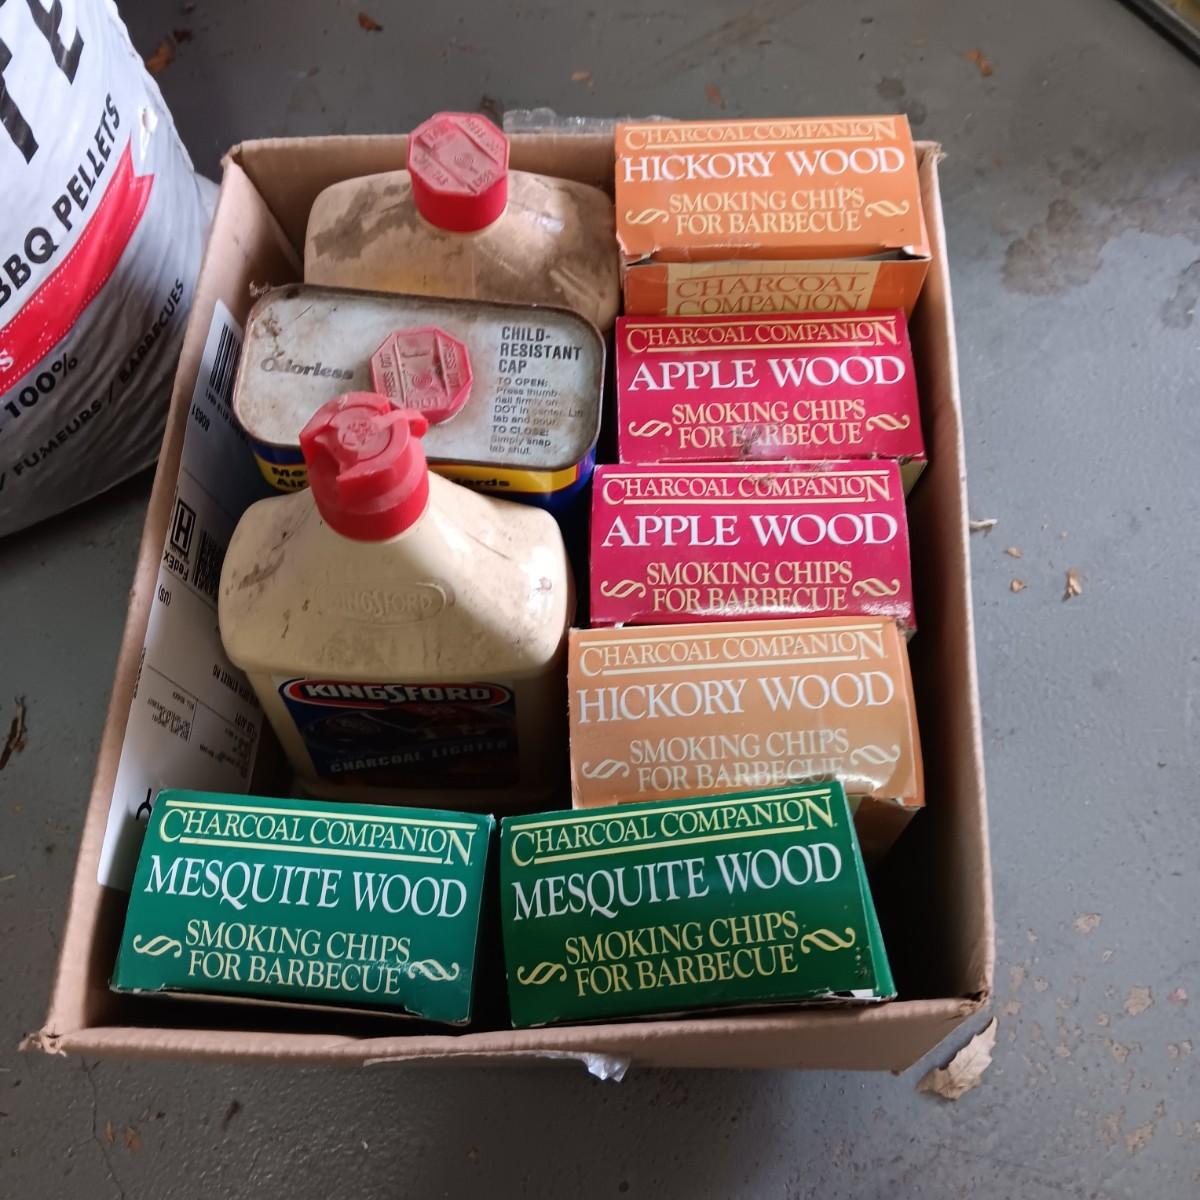 BBQ PELLETS
100%
/ FUMEURS / BARBECUES
CHARCOAL COMPANION
HICKORY WOOD
SMOKING CHIPS
FOR BARBECUE
CHARCOAL
COMPANION
Odorless
CHILD-
RESISTANT
CAP
TO OPEN:
Press thumb-
nail firmly on
DOT in center. Lift
tab and pour.
TO CLOSE:
Simply snap
tab shut.
CHARCOAL COMPANION
APPLE WOOD
SMOKING CHIPS
FOR BARBECUE
CHARCOAL COMPANION
APPLE WOOD
SMOKING CHIPS
FOR BARBECUE
FedEx
H
(US)
KINGSFORD
KINGSFORD
CHARCOAL LIGHTER
CHARCOAL COMPANION
HICKORY WOOD
SMOKING CHIPS
FOR BARBECUE
CHARCOAL COMPANION
MESQUITE WOOD
SMOKING CHIPS
FOR BARBECUE
CHARCOAL COMPANION
MESQUITE WOOD
SMOKING CHIPS
FOR BARBECUE